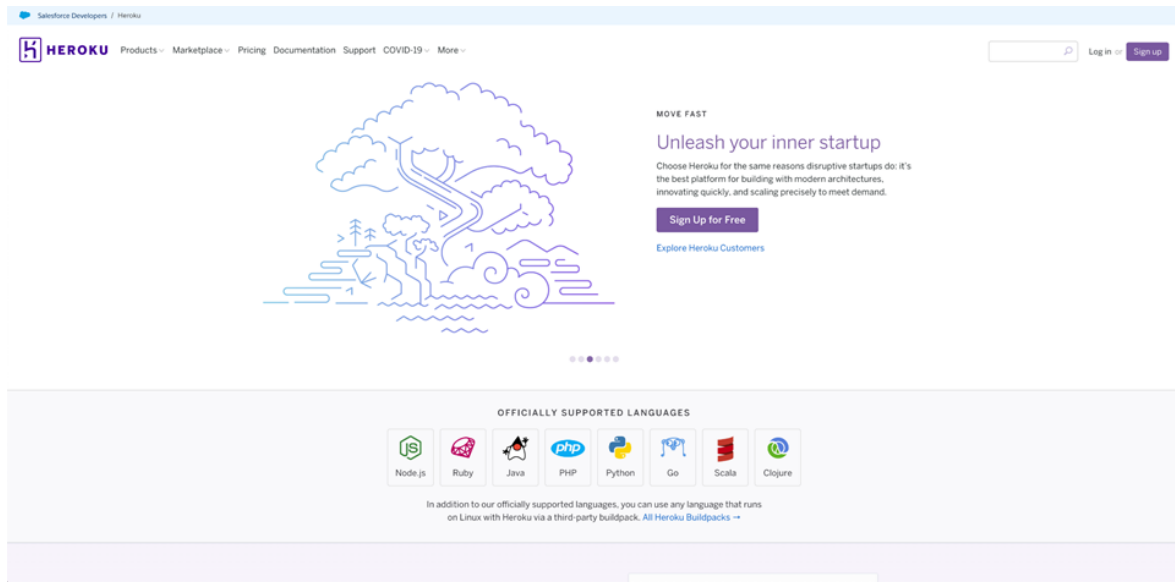 Salesforce Developers / Heroku
HEROKU Products Marketplace Pricing Documentation Support COVID-19 More Log in or Sign up
MOVE FAST
Unleash your inner startup
Choose Heroku for the same reasons disruptive startups do: it's
the best platform for building with modern architectures,
innovating quickly, and scaling precisely to meet demand.
Sign Up for Free
Explore Heroku Customers
OFFICIALLY SUPPORTED LANGUAGES
JS php
Node.js Ruby Java PHP Python Go Scala Clojure
In addition to our officially supported languages, you can use any language that runs
on Linux with Heroku via a third-party buildpack. All Heroku Buildpacks →